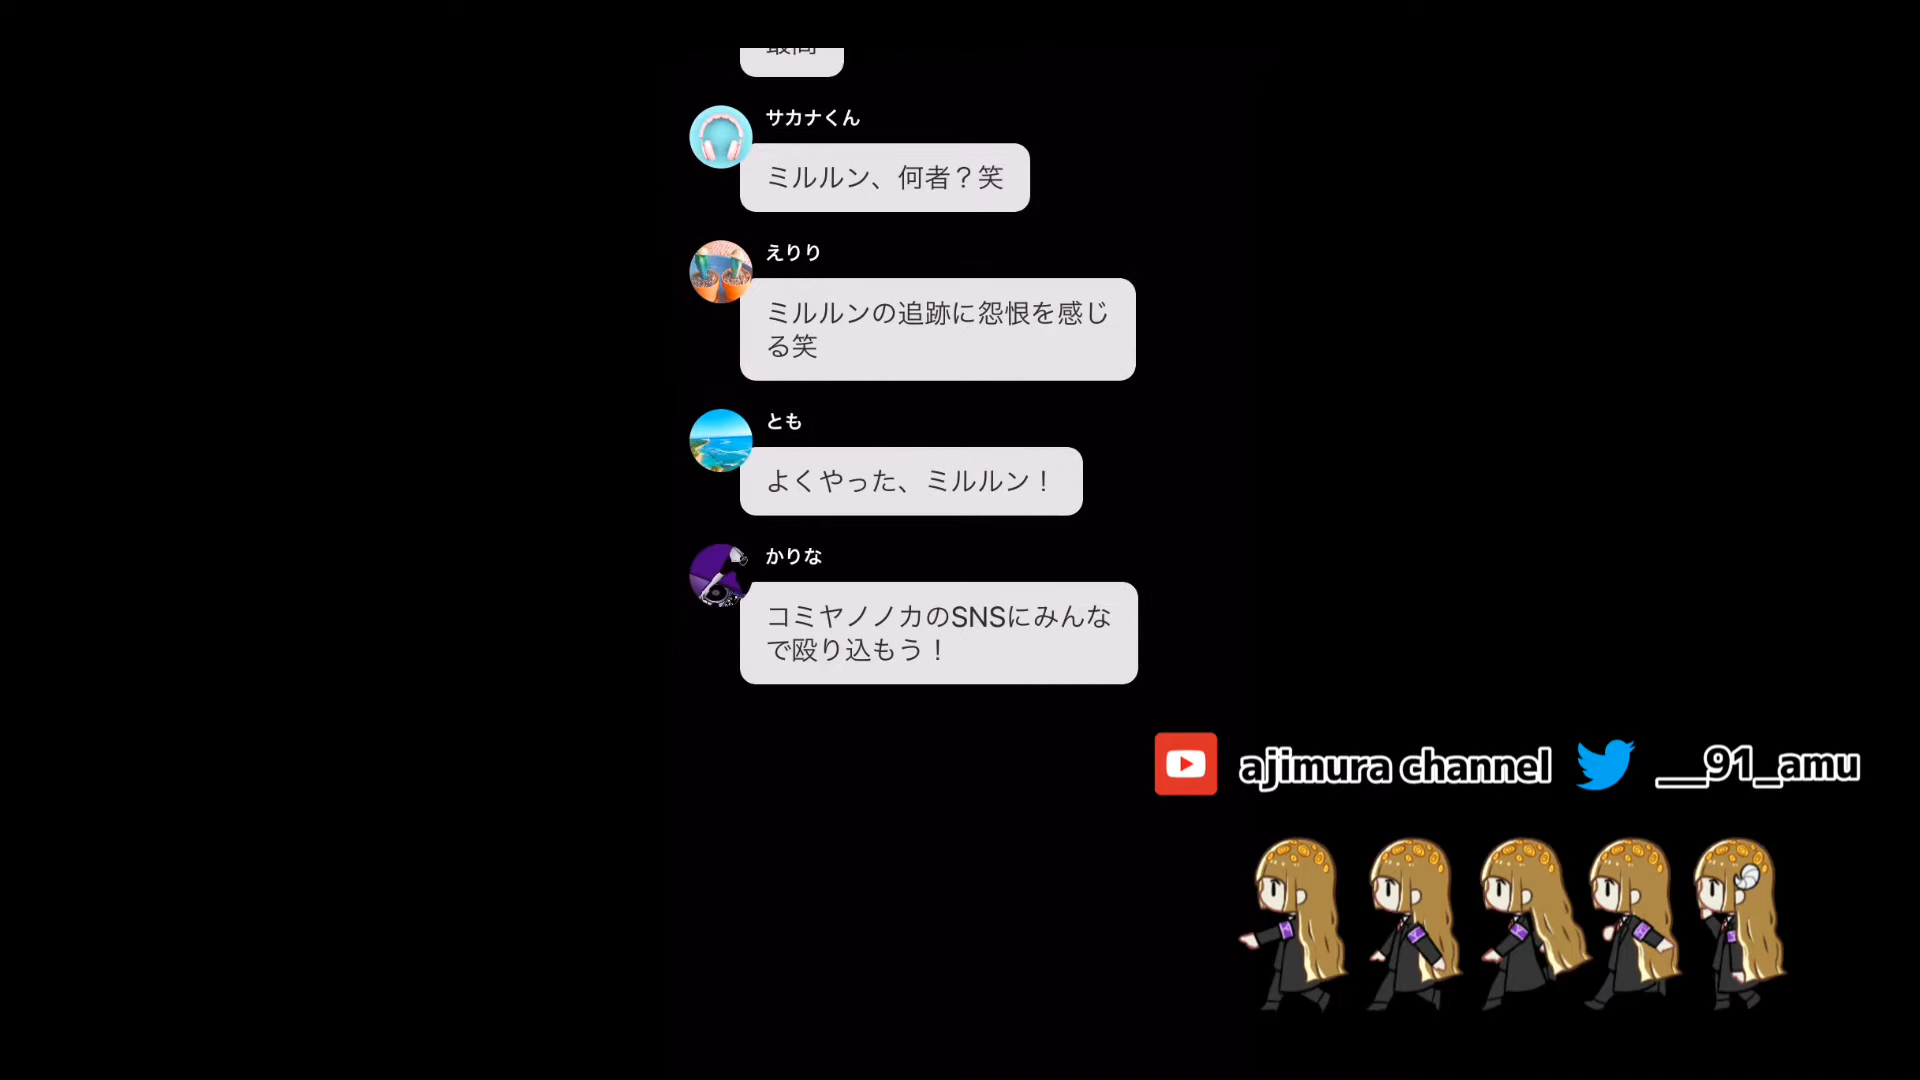 サカナくん
ミルルン、何者？笑
えりり
ミルルンの追跡に怨恨を感じ
る笑
とも
よくやった、ミルルン！
かりな
コミヤノノカのSNSにみんな
で殴り込もう！
ajimura channel
__91_amu